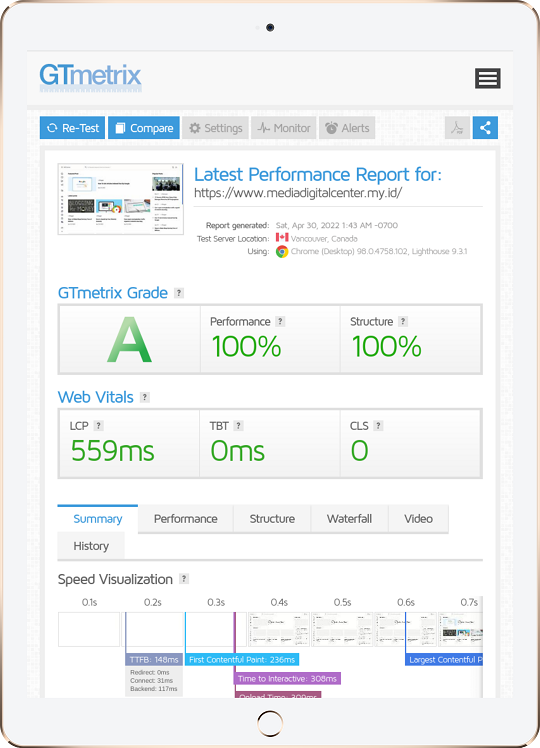 GTmetrix
Re-Test Compare Settings Monitor Alerts
Latest Performance Report for:
https://www.mediadigitalcenter.my.id/
Report generated: Sat, Apr 30, 2022 1:43 AM -0700
Test Server Location: Vancouver, Canada
Using: Chrome (Desktop) 98.0.4758.102, Lighthouse 9.3.1
GTmetrix Grade ?
A
Performance ?
100%
Structure ?
100%
Web Vitals ?
LCP ?
559ms
TBT ?
0ms
CLS ?
0
Summary Performance Structure Waterfall Video
History
Speed Visualization ?
0.1s 0.2s 0.3s 0.4s 0.5s 0.6s 0.7s
TTFB: 148ms First Contentful Paint: 236ms Largest Contentful P
Redirect: 0ms
Connect: 31ms
Backend: 117ms
Time to Interactive: 308ms
Onload Time: 309ms